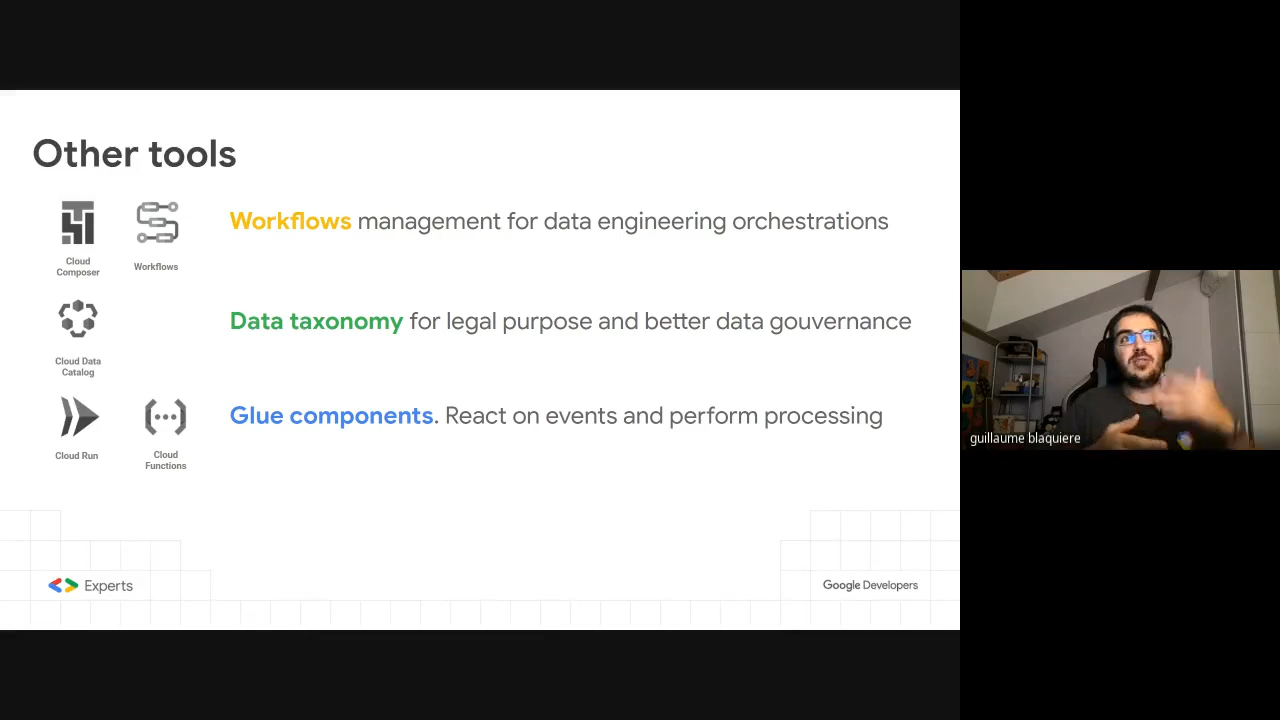 Other tools
Cloud
Composer
Workflows
Workflows management for data engineering orchestrations
Cloud Data
Catalog
Data taxonomy for legal purpose and better data gouvernance
Cloud Run
Cloud
Functions
Glue components. React on events and perform processing
guillaume blaquiere
Experts
Google Developers